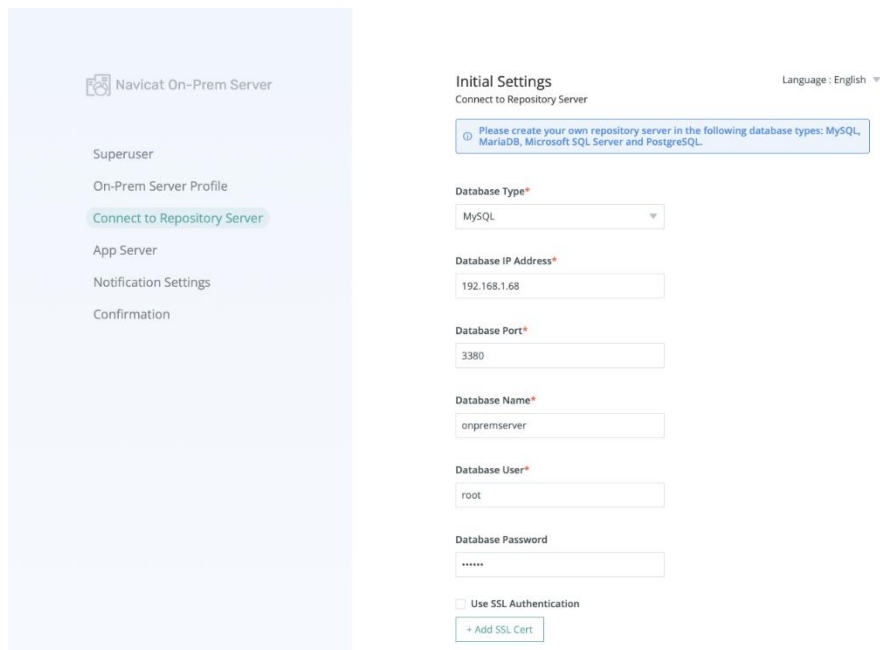 Navicat On-Prem Server
Superuser
On-Prem Server Profile
Connect to Repository Server
App Server
Notification Settings
Confirmation
Initial Settings
Language : English
Connect to Repository Server
Please create your own repository server in the following database types: MySQL,
MariaDB, Microsoft SQL Server and PostgreSQL.
Database Type*
MySQL
Database IP Address*
192.168.1.68
Database Port*
3380
Database Name*
onpremserver
Database User*
root
Database Password
••••••
Use SSL Authentication
+ Add SSL Cert